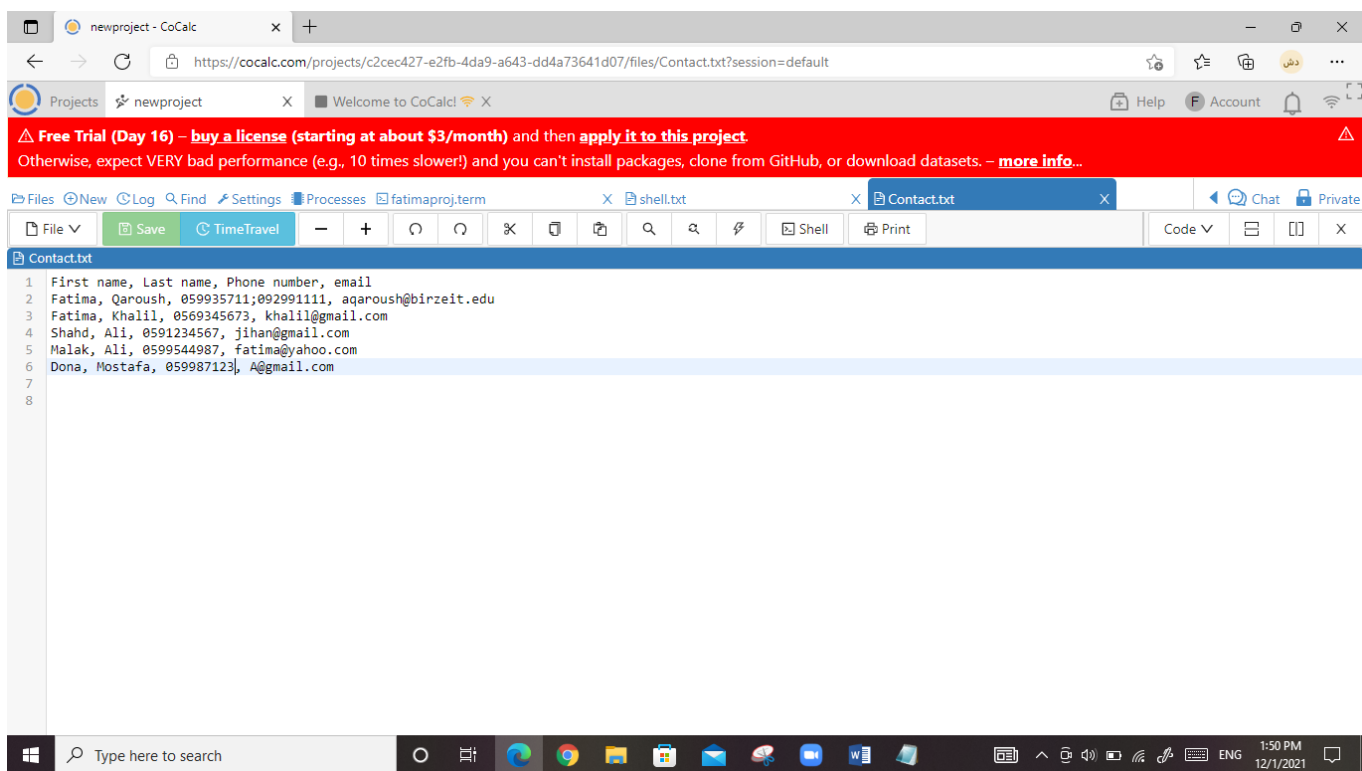 newproject - CoCalc
https://cocalc.com/projects/c2cec427-e2fb-4da9-a643-dd4a73641d07/files/Contact.txt?session=default
دش
Projects newproject X Welcome to CoCalc! X Help F Account
Free Trial (Day 16) – buy a license (starting at about $3/month) and then apply it to this project.
Otherwise, expect VERY bad performance (e.g., 10 times slower!) and you can't install packages, clone from GitHub, or download datasets. – more info...
Files New Log Find Settings Processes fatimaproj.term X shell.txt X Contact.txt X Chat Private
File Save TimeTravel Shell Print Code X
Contact.txt
1 First name, Last name, Phone number, email
2 Fatima, Qaroush, 059935711;092991111, aqaroush@birzeit.edu
3 Fatima, Khalil, 0569345673, khalil@gmail.com
4 Shahd, Ali, 0591234567, jihan@gmail.com
5 Malak, Ali, 0599544987, fatima@yahoo.com
6 Dona, Mostafa, 059987123, A@gmail.com
7
8
Type here to search ENG 1:50 PM
12/1/2021